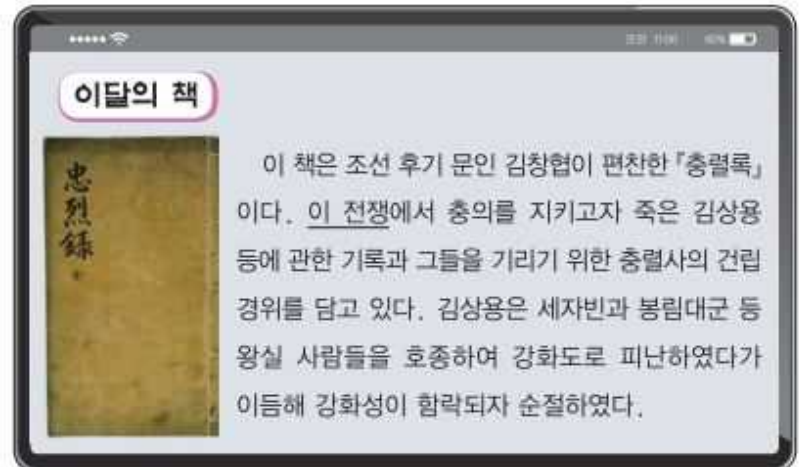 이달의 책
忠烈錄
이 책은 조선 후기 문인 김창협이 편찬한 『충렬록』
이다. 이 전쟁에서 충의를 지키고자 죽은 김상용
등에 관한 기록과 그들을 기리기 위한 충렬사의 건립
경위를 담고 있다. 김상용은 세자빈과 봉림대군 등
왕실 사람들을 호종하여 강화도로 피난하였다가
이듬해 강화성이 함락되자 순절하였다.